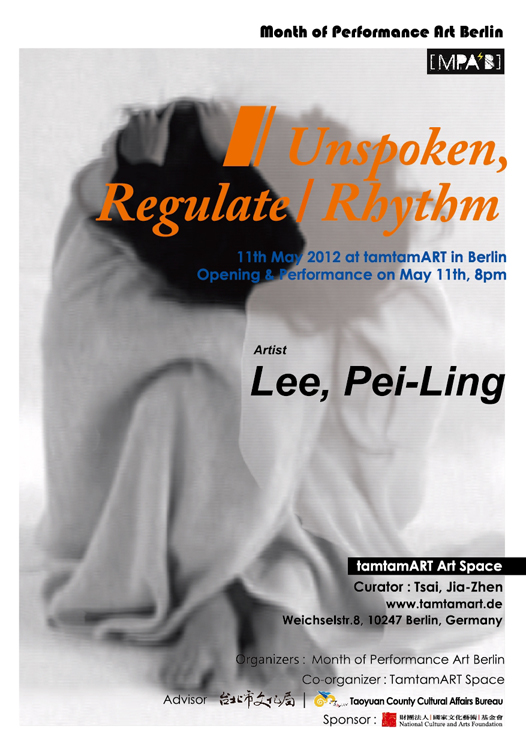 Month of Performance Art Berlin
[MPA'B]
Unspoken,
Regulate / Rhythm
11th May 2012 at tamtamART in Berlin
Opening & Performance on May 11th, 8pm
Artist
Lee, Pei-Ling
tamtamART Art Space
Curator : Tsai, Jia-Zhen
www.tamtamart.de
Weichselstr.8, 10247 Berlin, Germany
Organizers : Month of Performance Art Berlin
Co-organizer : TamtamART Space
Advisor 台北市文化局 | Taoyuan County Cultural Affairs Bureau
Sponsor : 財團法人|國家文化藝術|基金會
National Culture and Arts Foundation